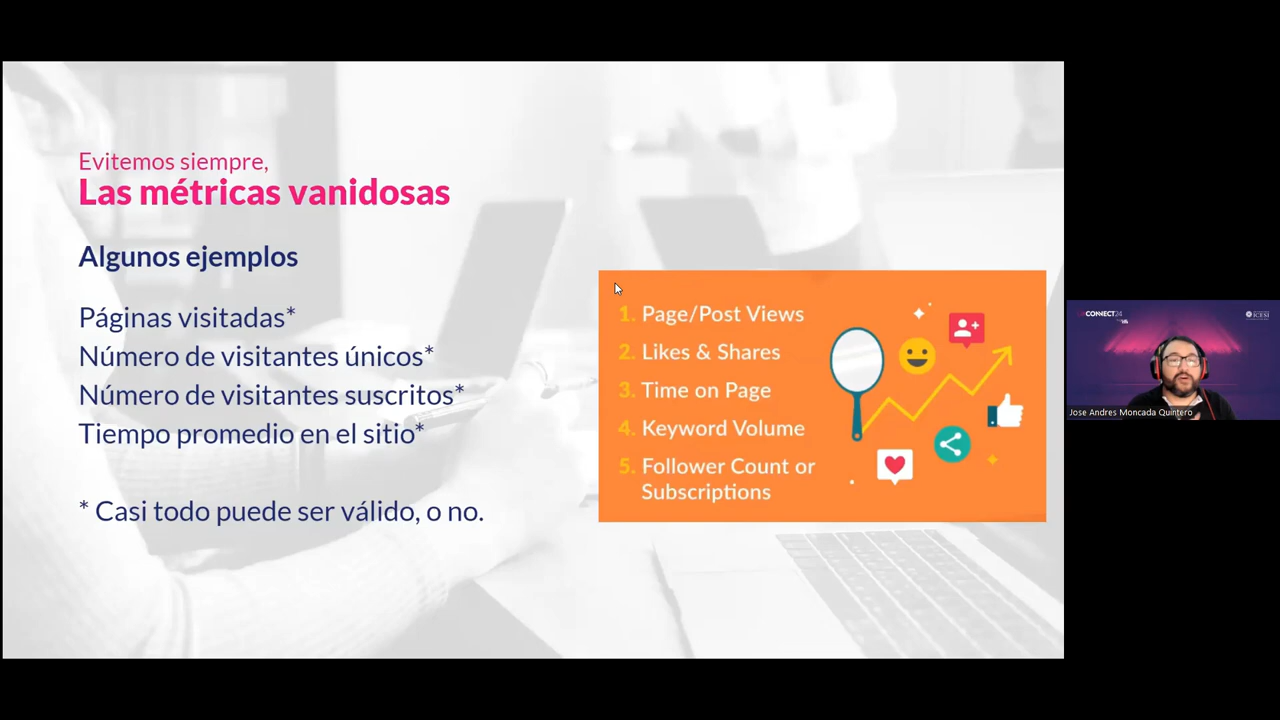 Evitemos siempre,
Las métricas vanidosas
Algunos ejemplos
Páginas visitadas*
Número de visitantes únicos*
Número de visitantes suscritos*
Tiempo promedio en el sitio*
* Casi todo puede ser válido, o no.
1. Page/Post Views
2. Likes & Shares
3. Time on Page
4. Keyword Volume
5. Follower Count or
Subscriptions
CONNECT24
ICESI
Jose Andres Moncada Quintero